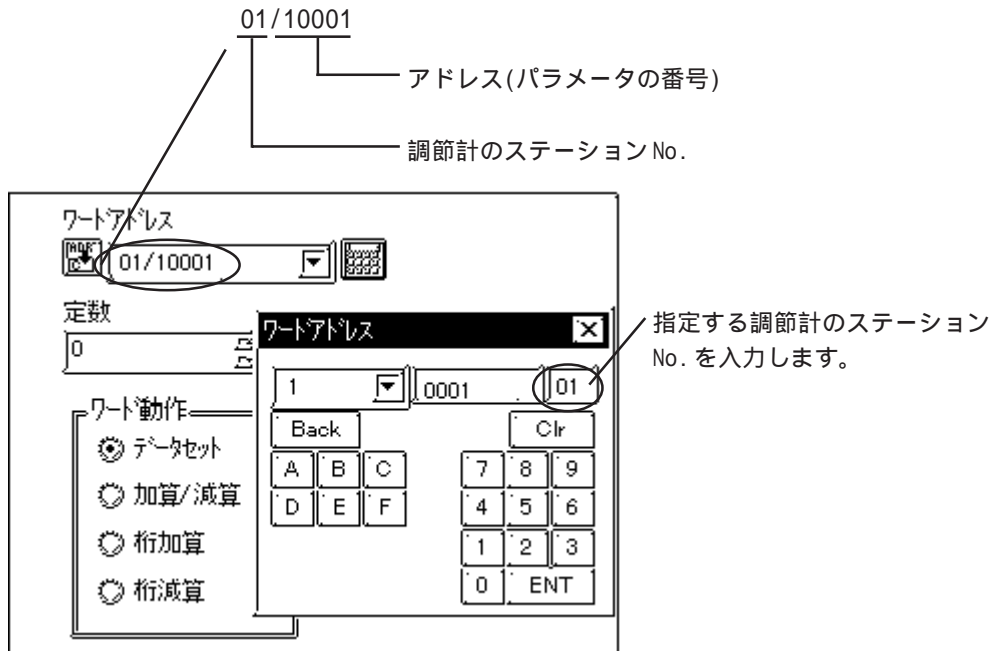 01/10001
アドレス(パラメータの番号)
調節計のステーションNo.
ワードアドレス
ADR
C
01/10001
定数
0
ワードアドレス
指定する調節計のステーション
No.を入力します。
1
0001
01
Back
Clr
A B C
7 8 9
D E F
4 5 6
1 2 3
0 ENT
ワード動作
データセット
加算/減算
桁加算
桁減算